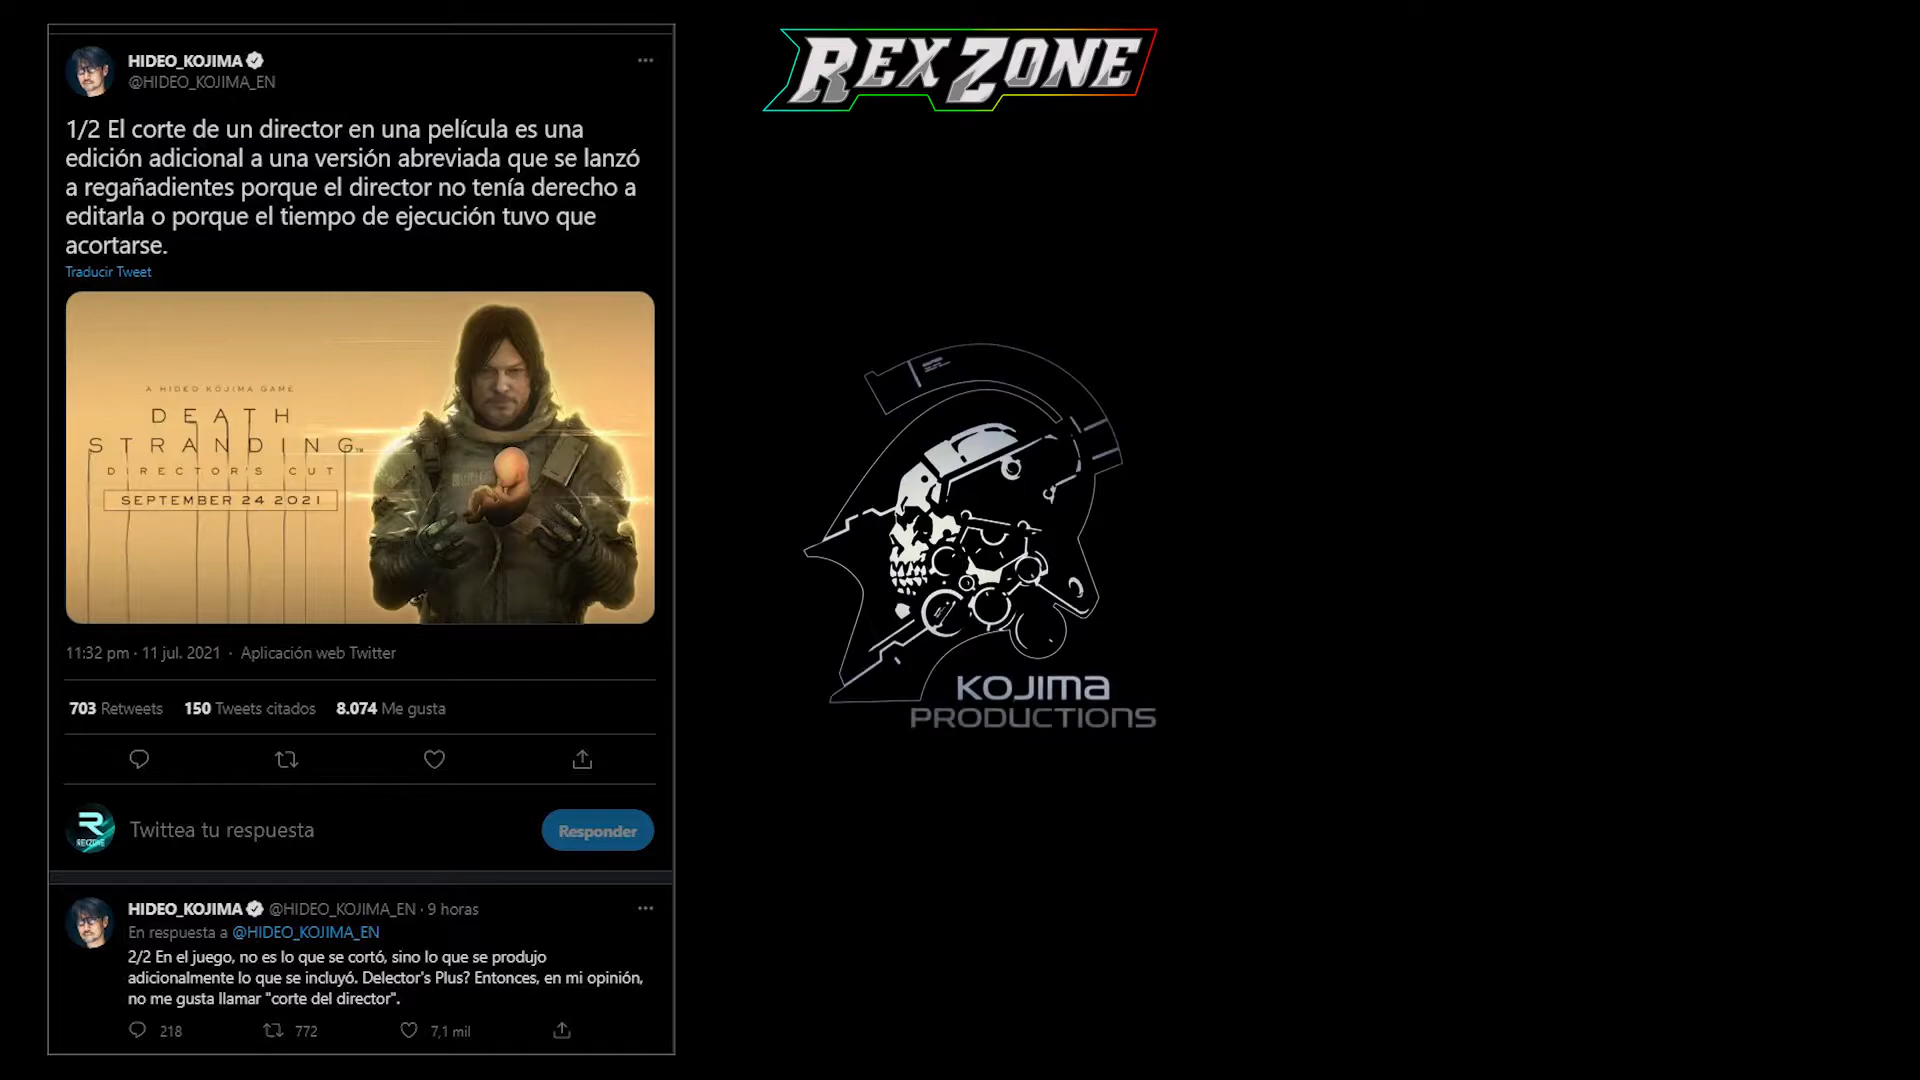 HIDEO_KOJIMA
@HIDEO_KOJIMA_EN
1/2 El corte de un director en una película es una
edición adicional a una versión abreviada que se lanzó
a regañadientes porque el director no tenía derecho a
editarla o porque el tiempo de ejecución tuvo que
acortarse.
Traducir Tweet
A HIDEO KOJIMA GAME
DEATH
STRANDING™
DIRECTOR'S CUT
SEPTEMBER 24 2021
11:32 pm · 11 jul. 2021 · Aplicación web Twitter
703 Retweets 150 Tweets citados 8.074 Me gusta
REXZONE
Twittea tu respuesta
Responder
HIDEO_KOJIMA @HIDEO_KOJIMA_EN · 9 horas
En respuesta a @HIDEO_KOJIMA_EN
2/2 En el juego, no es lo que se cortó, sino lo que se produjo
adicionalmente lo que se incluyó. Delector's Plus? Entonces, en mi opinión,
no me gusta llamar "corte del director".
218 772 7,1 mil
REX ZONE
KOJIMA
PRODUCTIONS